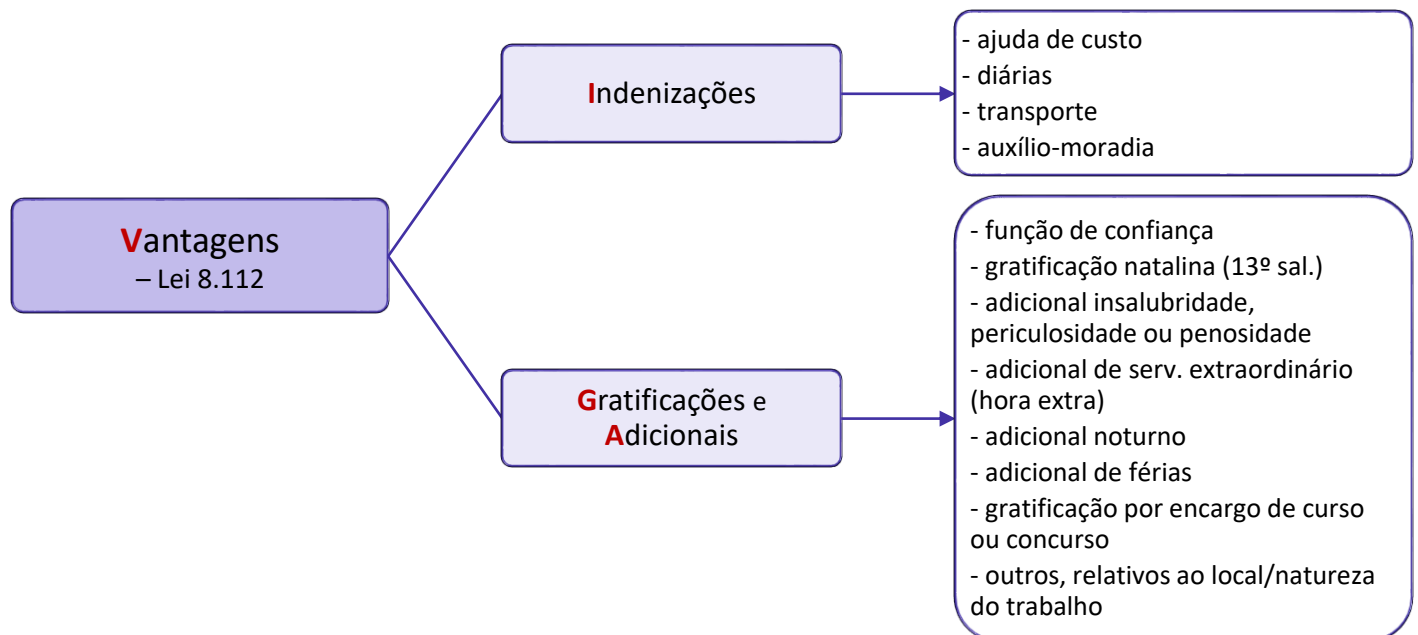 Vantagens
– Lei 8.112
Indenizações
- ajuda de custo
- diárias
- transporte
- auxílio-moradia
Gratificações e
Adicionais
- função de confiança
- gratificação natalina (13º sal.)
- adicional insalubridade,
periculosidade ou penosidade
- adicional de serv. extraordinário
(hora extra)
- adicional noturno
- adicional de férias
- gratificação por encargo de curso
ou concurso
- outros, relativos ao local/natureza
do trabalho